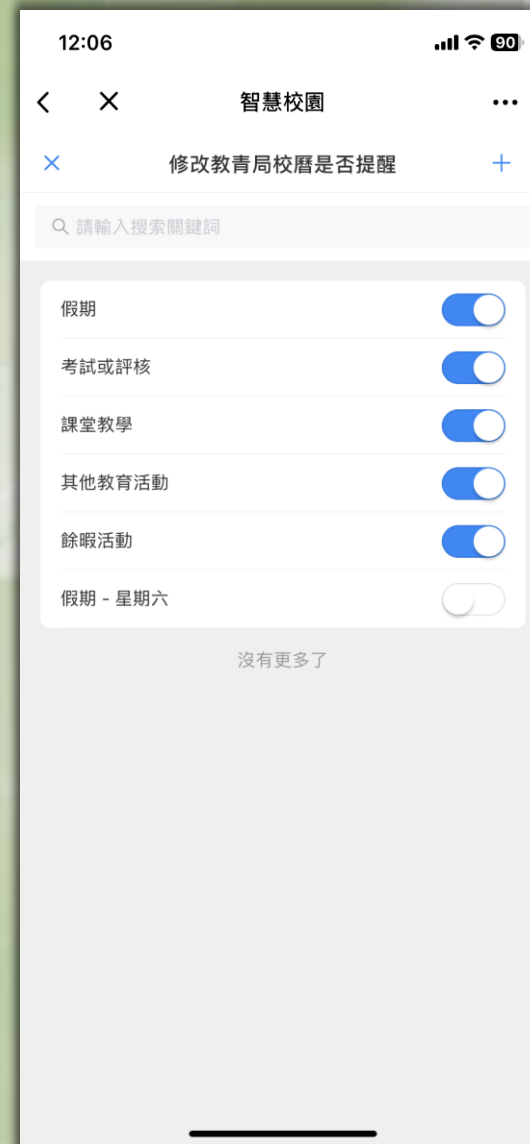 12:06
90
智慧校園
修改教青局校曆是否提醒
請輸入搜索關鍵詞
假期
考試或評核
課堂教學
其他教育活動
餘暇活動
假期 - 星期六
沒有更多了